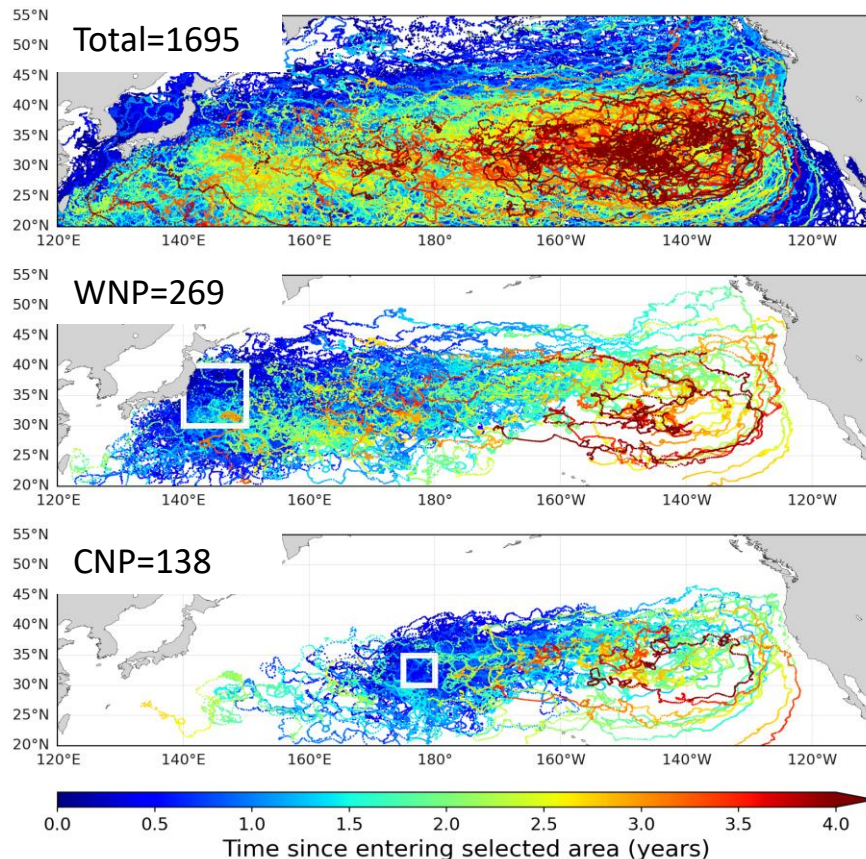 Total=1695
55°N
50°N
45°N
40°N
35°N
30°N
25°N
20°N
120°E 140°E 160°E 180° 160°W 140°W 120°W
WNP=269
55°N
50°N
45°N
40°N
35°N
30°N
25°N
20°N
120°E 140°E 160°E 180° 160°W 140°W 120°W
CNP=138
55°N
50°N
45°N
40°N
35°N
30°N
25°N
20°N
120°E 140°E 160°E 180° 160°W 140°W 120°W
0.0 0.5 1.0 1.5 2.0 2.5 3.0 3.5 4.0
Time since entering selected area (years)